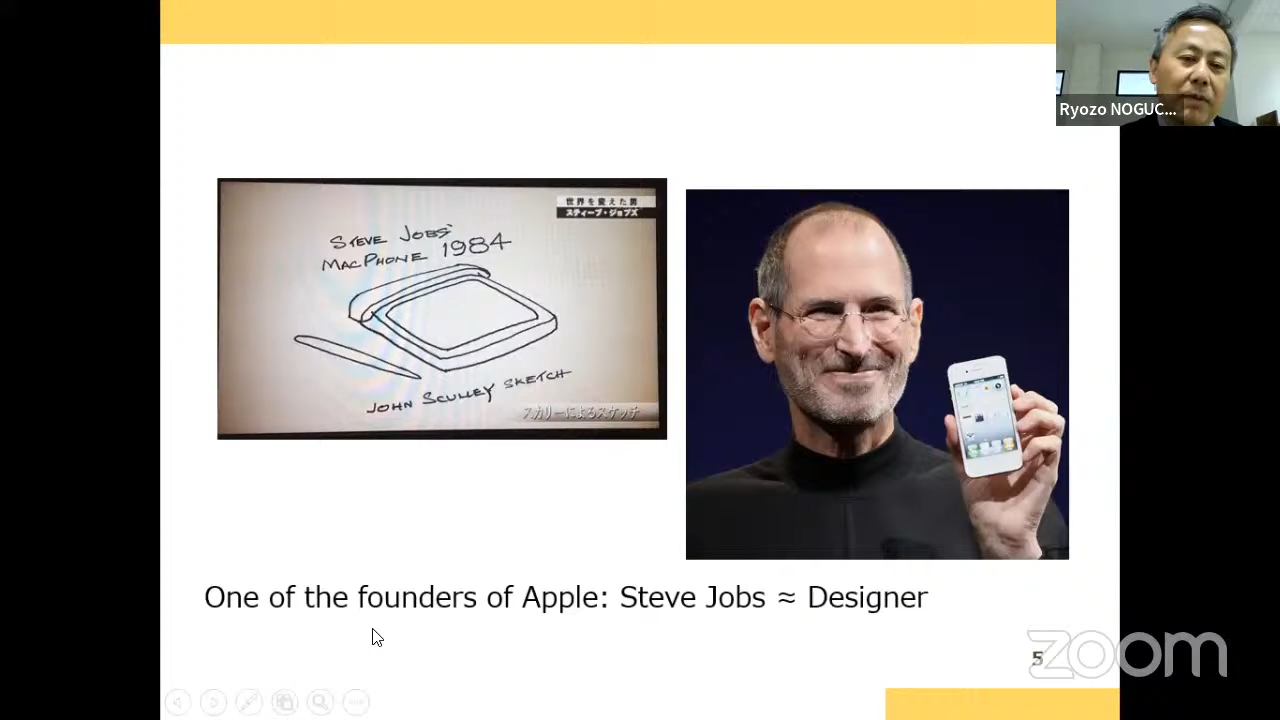 Ryozo NOGUC...
世界を変えた男
スティーブ・ジョブズ
STEVE JOBS'
MACPHONE 1984
JOHN SCULLEY SKETCH
スカリーによるスケッチ
One of the founders of Apple: Steve Jobs ≈ Designer
5
zoom